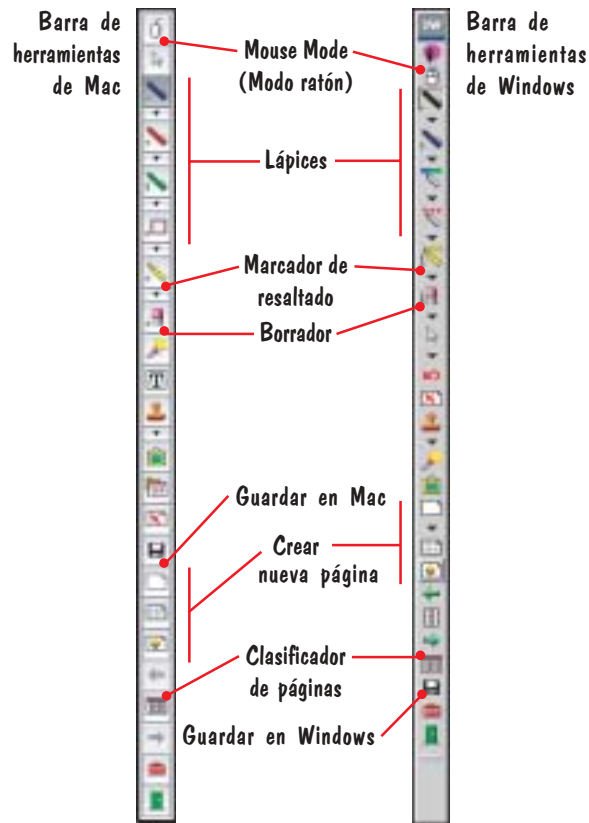 Barra de
herramientas
de Mac
Mouse Mode
(Modo ratón)
Barra de
herramientas
de Windows
Lápices
Marcador de
resaltado
Borrador
T
Guardar en Mac
Crear
nueva página
Clasificador
de páginas
Guardar en Windows